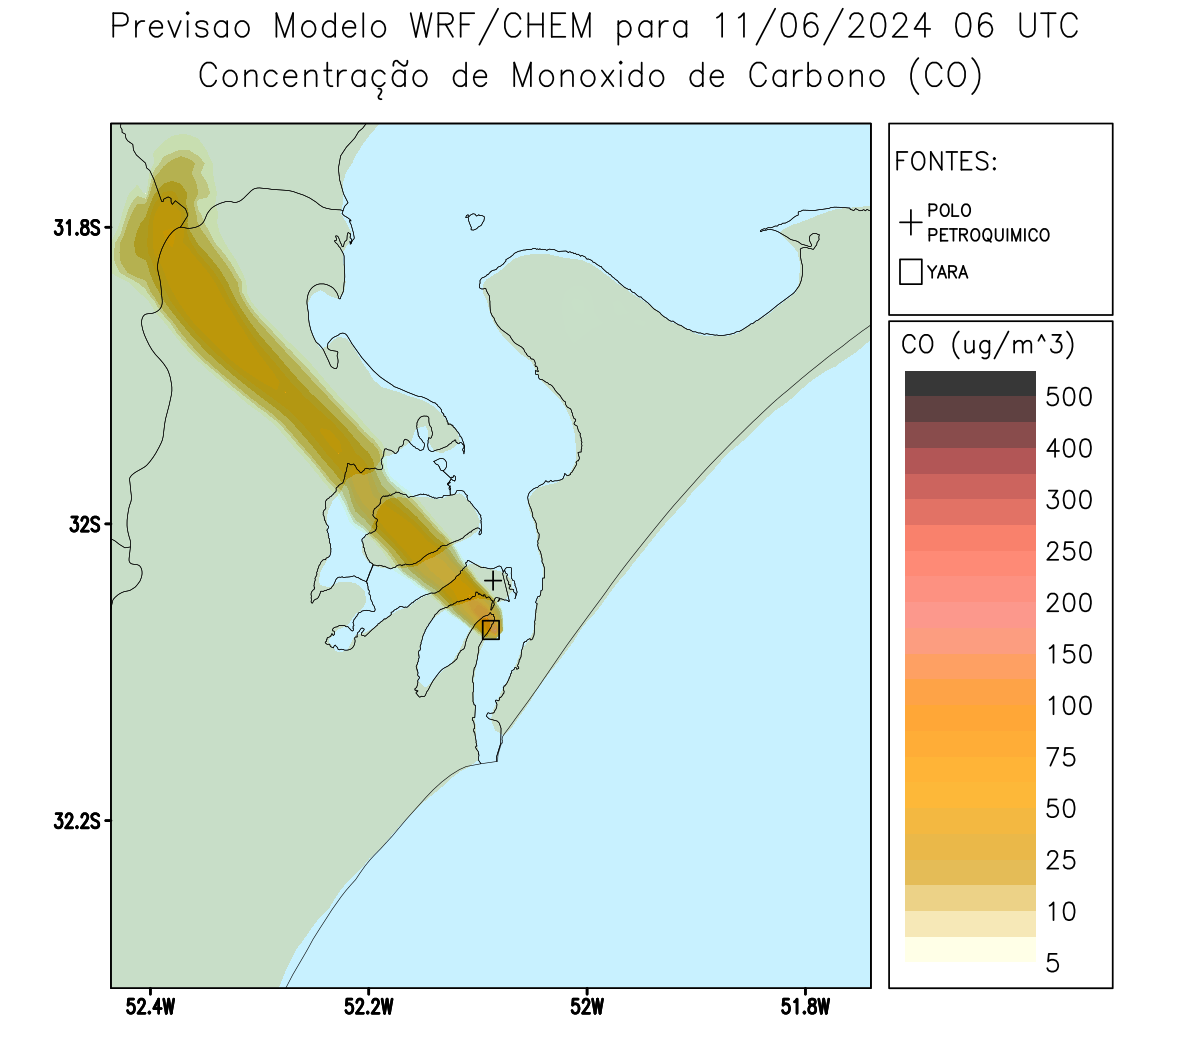 Previsao Modelo WRF/CHEM para 11/06/2024 06 UTC
Concentração de Monoxido de Carbono (CO)
FONTES:
POLO
PETROQUIMICO
YARA
CO (ug/m^3)
500
400
300
250
200
150
100
75
50
25
10
5
31.8S
32S
32.2S
52.4W
52.2W
52W
51.8W